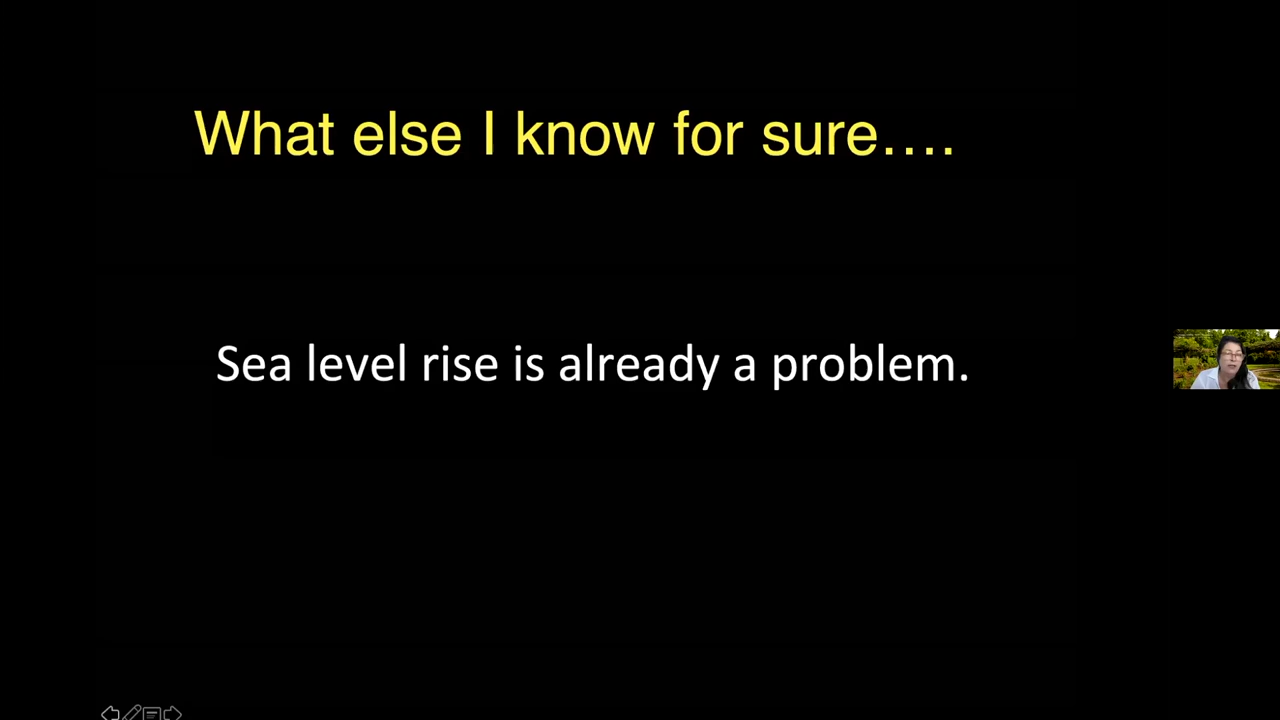 What else I know for sure....
Sea level rise is already a problem.